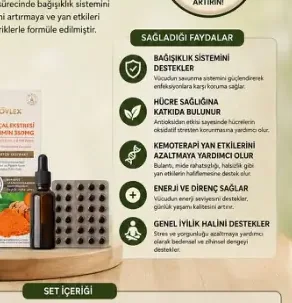 sürecinde bağışıklık sistemini
ni artırmaya ve yan etkileri
riklerle formüle edilmiştir.
ARTIRIN!
SAĞLADIĞI FAYDALAR
BAĞIŞIKLIK SİSTEMİNİ
DESTEKLER
Vücudun savunma sistemini güçlendirerek
enfeksiyonlara karşı koruma sağlar.
HÜCRE SAĞLIĞINA
KATKIDA BULUNUR
Antioksidan etkisi sayesinde hücrelerin
oksidatif stresten korunmasına yardımcı olur.
KEMOTERAPİ YAN ETKİLERİNİ
AZALTMAYA YARDIMCI OLUR
Bulantı, mide rahatsızlığı, halsizlik gibi
yan etkilerin hafiflemesine destek olur.
ENERJİ VE DİRENÇ SAĞLAR
Vücudun enerji seviyesini destekler,
günlük yaşam kalitesini artırır.
GENEL İYİLİK HALİNİ DESTEKLER
Stres ve yorgunluğu azaltmaya yardımcı
olarak bedensel ve zihinsel dengeyi
destekler.
SET İÇERİĞİ